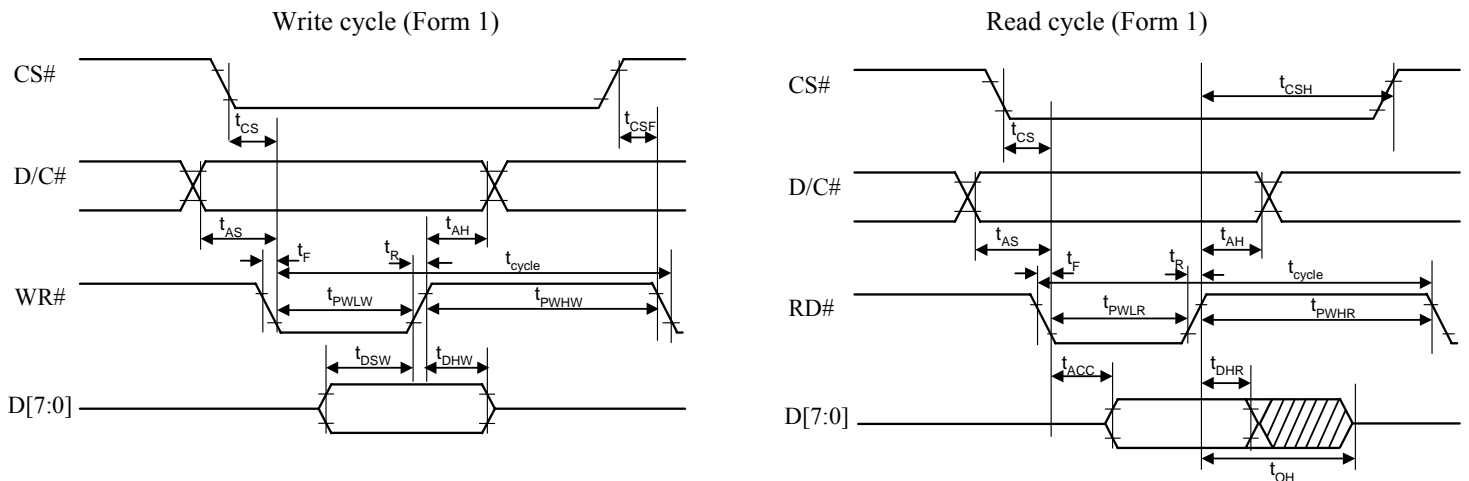 Write cycle (Form 1)
CS#
tCS
tCSF
D/C#
tAS
tAH
tF
tR
tcycle
WR#
tPWLW
tPWHW
tDSW
tDHW
D[7:0]
Read cycle (Form 1)
CS#
tCSH
tCS
D/C#
tAS
tAH
tF
tR
tcycle
RD#
tPWLR
tPWHR
tACC
tDHR
D[7:0]
tOH